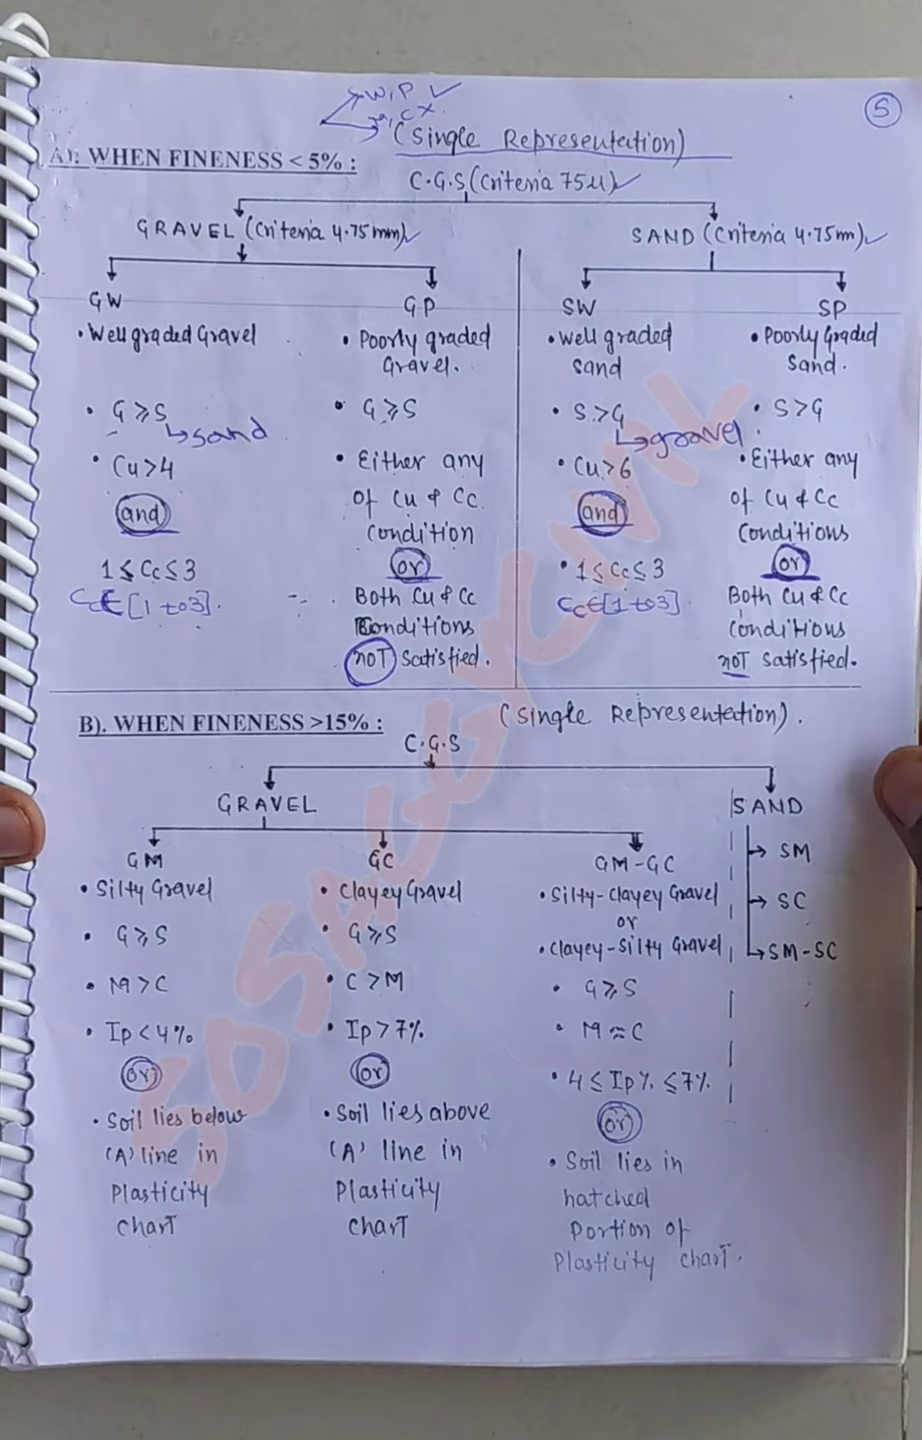 W, P ✓
M, C X
5
(Single Representation)
A). WHEN FINENESS < 5% :
C.G.S (Criteria 75μ) ✓
GRAVEL (Criteria 4.75mm) ✓
SAND (Criteria 4.75m) ✓
GW
• Well graded Gravel
• G ≥ S
↳ sand
• Cu > 4
and
1 ≤ Cc ≤ 3
Cc ∈ [1 to 3].
GP
• Poorly graded
Gravel.
• G ≥ S
• Either any
of Cu & Cc
Condition
or
Both Cu & Cc
Conditions
noT Satisfied.
SW
• Well graded
sand
• S > G
↳ gravel.
• Cu > 6
and
• 1 ≤ Cc ≤ 3
Cc ∈ [1 to 3].
SP
• Poorly Graded
Sand.
• S > G
• Either any
of Cu & Cc
Conditions
or
Both Cu & Cc
Conditions
noT satisfied.
B). WHEN FINENESS >15% :
(Single Representation).
C.G.S
GRAVEL
SAND
GM
• Silty Gravel
• G ≥ S
• M > C
• Ip < 4%
or
• Soil lies below
'A' line in
Plasticity
charT
GC
• Clayey Gravel
• G ≥ S
• C > M
• Ip > 7%
or
• Soil lies above
'A' line in
Plasticity
charT
GM-GC
• Silty-Clayey Gravel
or
• Clayey-Silty Gravel
• G ≥ S
• M ≈ C
• 4 ≤ Ip% ≤ 7%
or
• Soil lies in
hatched
Portion of
Plasticity charT.
→ SM
→ SC
→ SM-SC